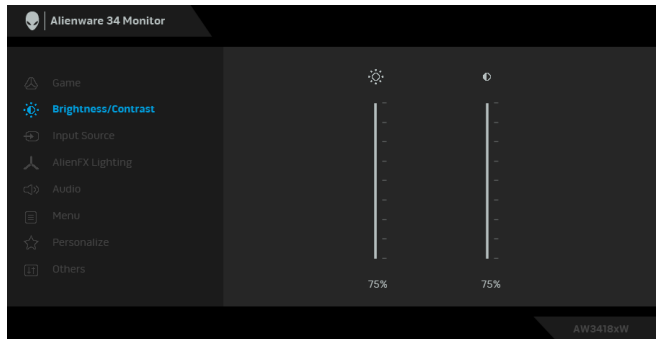 Alienware 34 Monitor
Game
Brightness/Contrast
Input Source
AlienFX Lighting
Audio
Menu
Personalize
Others
75% 75%
AW3418xW